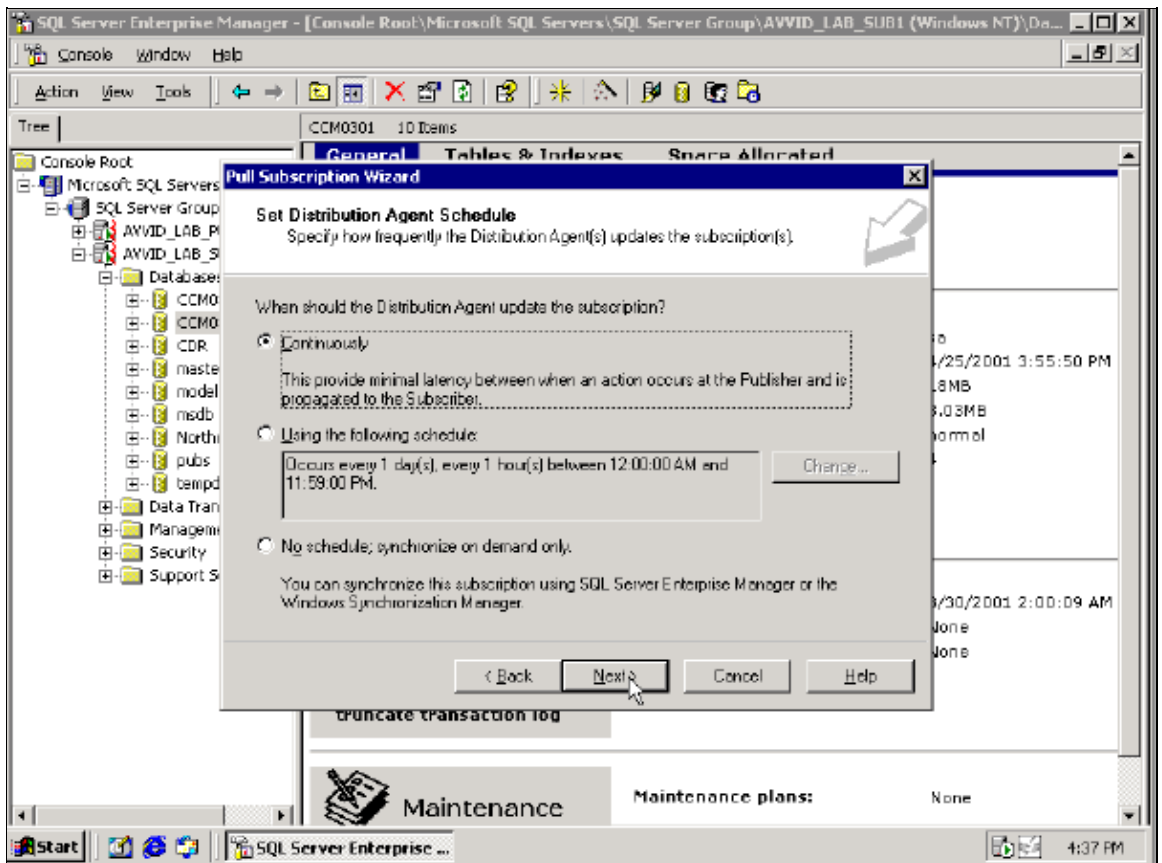 SQL Server Enterprise Manager - [Console Root\Microsoft SQL Servers\SQL Server Group\AVVID_LAB_SUB1 (Windows NT)\Da...
Console Window Help
Action View Tools
Tree
CCM0301 10 Items
General Tables & Indexes Space Allocated
Console Root
Microsoft SQL Servers
SQL Server Group
AVVID_LAB_P
AVVID_LAB_S
Databases
CCM0
CCM0
CDR
maste
model
msdb
North
pubs
tempd
Data Tran
Managem
Security
Support S
Pull Subscription Wizard
Set Distribution Agent Schedule
Specify how frequently the Distribution Agent(s) updates the subscription(s).
When should the Distribution Agent update the subscription?
Continuously
This provide minimal latency between when an action occurs at the Publisher and is
propagated to the Subscriber.
Using the following schedule:
Occurs every 1 day(s), every 1 hour(s) between 12:00:00 AM and
11:59:00 PM.
Change...
No schedule; synchronize on demand only.
You can synchronize this subscription using SQL Server Enterprise Manager or the
Windows Synchronization Manager.
< Back Next > Cancel Help
/25/2001 3:55:50 PM
.8MB
.03MB
ormal
/30/2001 2:00:09 AM
None
None
truncate transaction log
Maintenance
Maintenance plans: None
Start
SQL Server Enterprise ...
4:37 PM